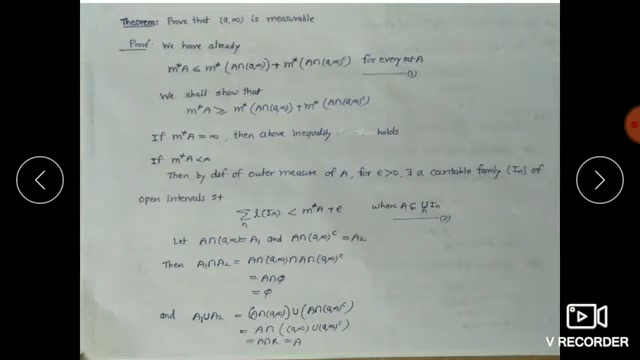 Theorem: Prove that (a,∞) is measurable
Proof We have already
m*A ≤ m*(A∩(a,∞)) + m*(A∩(a,∞)ᶜ) for every set A
(1)
We shall show that
m*A ≥ m*(A∩(a,∞)) + m*(A∩(a,∞)ᶜ)
If m*A = ∞, then above inequality holds
If m*A < ∞
Then by def of outer measure of A, for ϵ>0, ∃ a countable family {In} of
open intervals st
∑n l(In) < m*A + ϵ where A ⊆ ∪n In
(2)
Let A∩(a,∞) = A1 and A∩(a,∞)ᶜ = A2
Then A1∩A2 = A∩(a,∞)∩A∩(a,∞)ᶜ
= A∩ϕ
= ϕ
and A1∪A2 = (A∩(a,∞)) ∪ (A∩(a,∞)ᶜ)
= A∩ ((a,∞) ∪ (a,∞)ᶜ)
= A∩R = A
V RECORDER